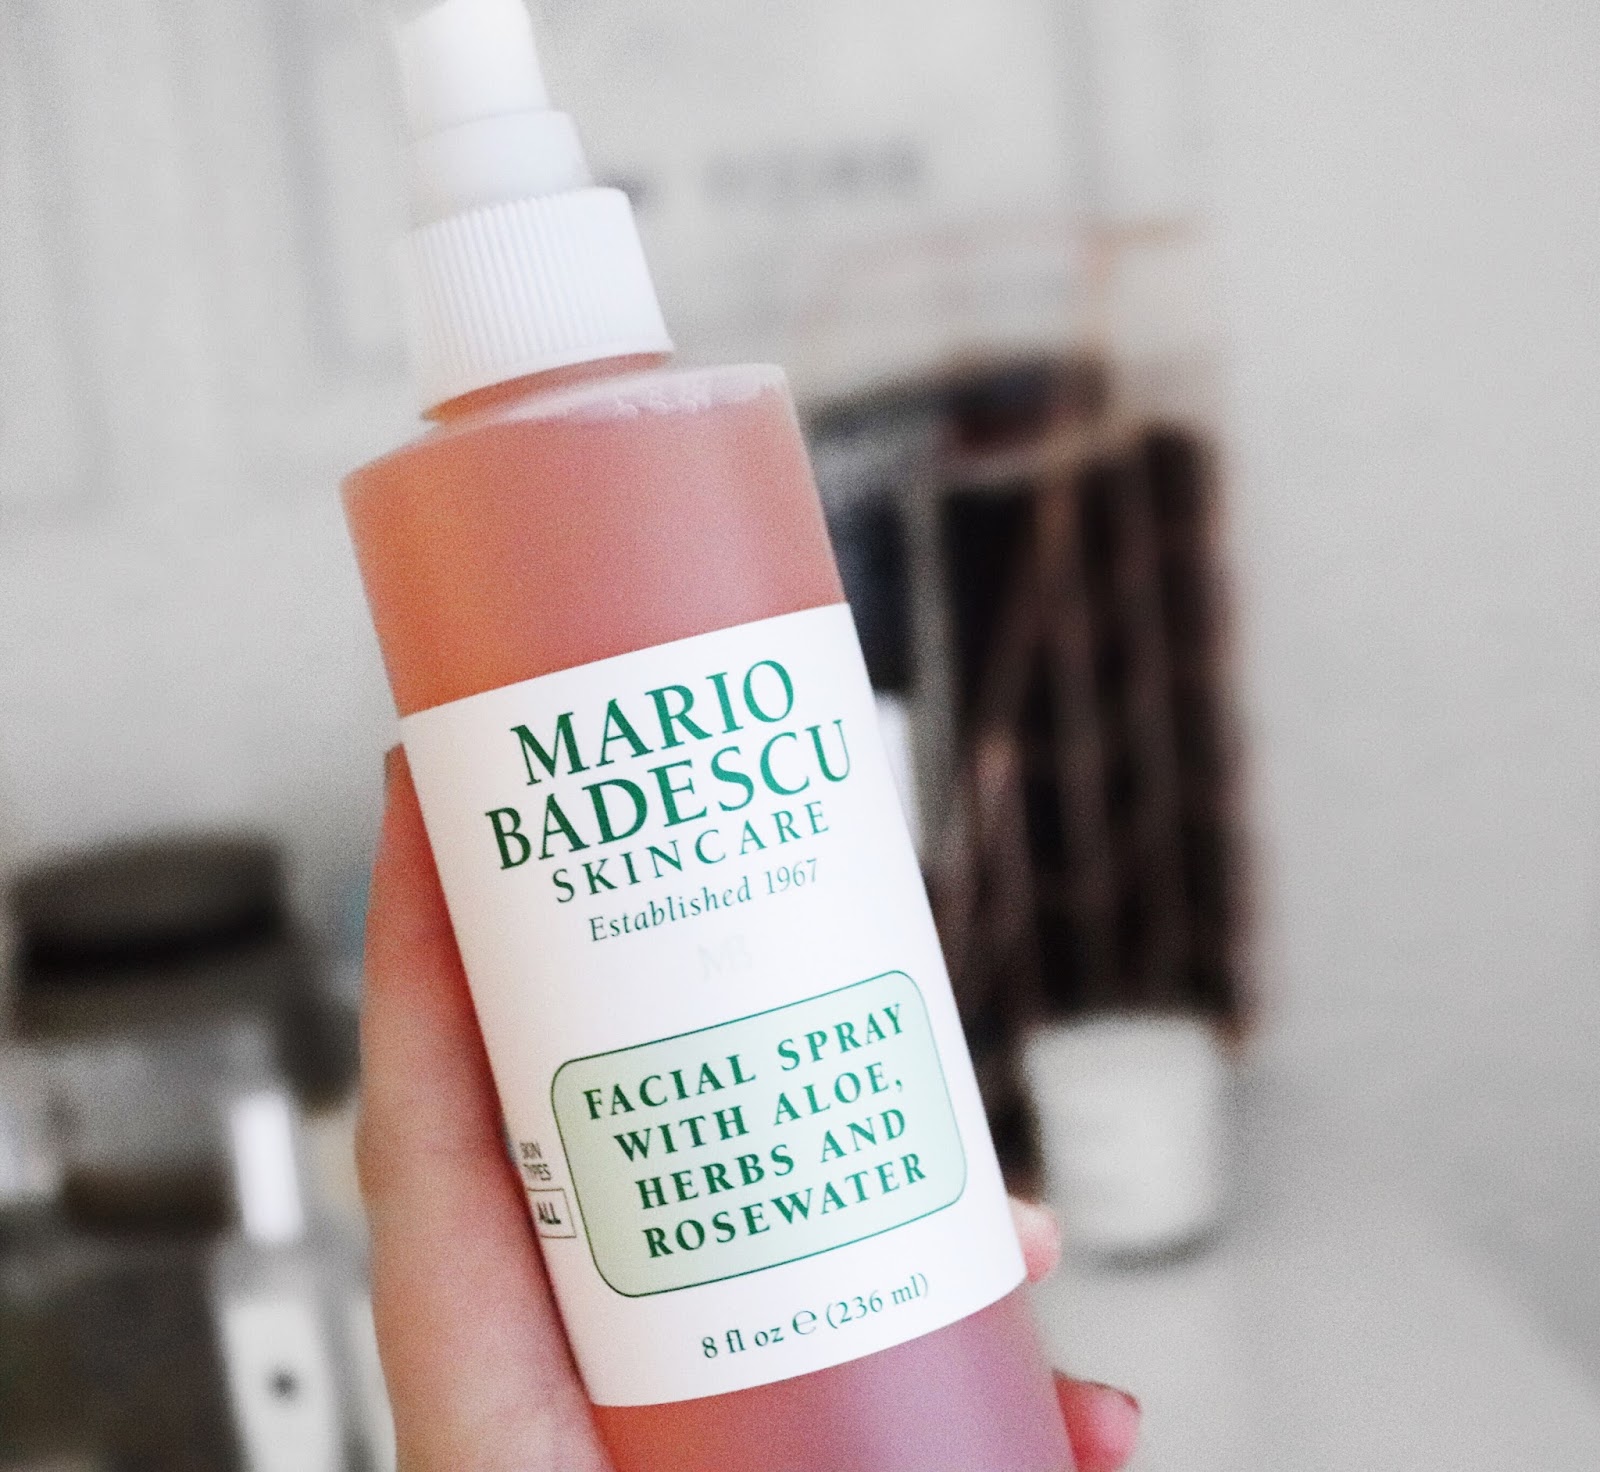 MARIO
BADESCU
SKINCARE
Established 1967
MB
FACIAL SPRAY
WITH ALOE,
HERBS AND
ROSEWATER
SKIN
TYPES
ALL
8 fl oz ℮ (236 ml)